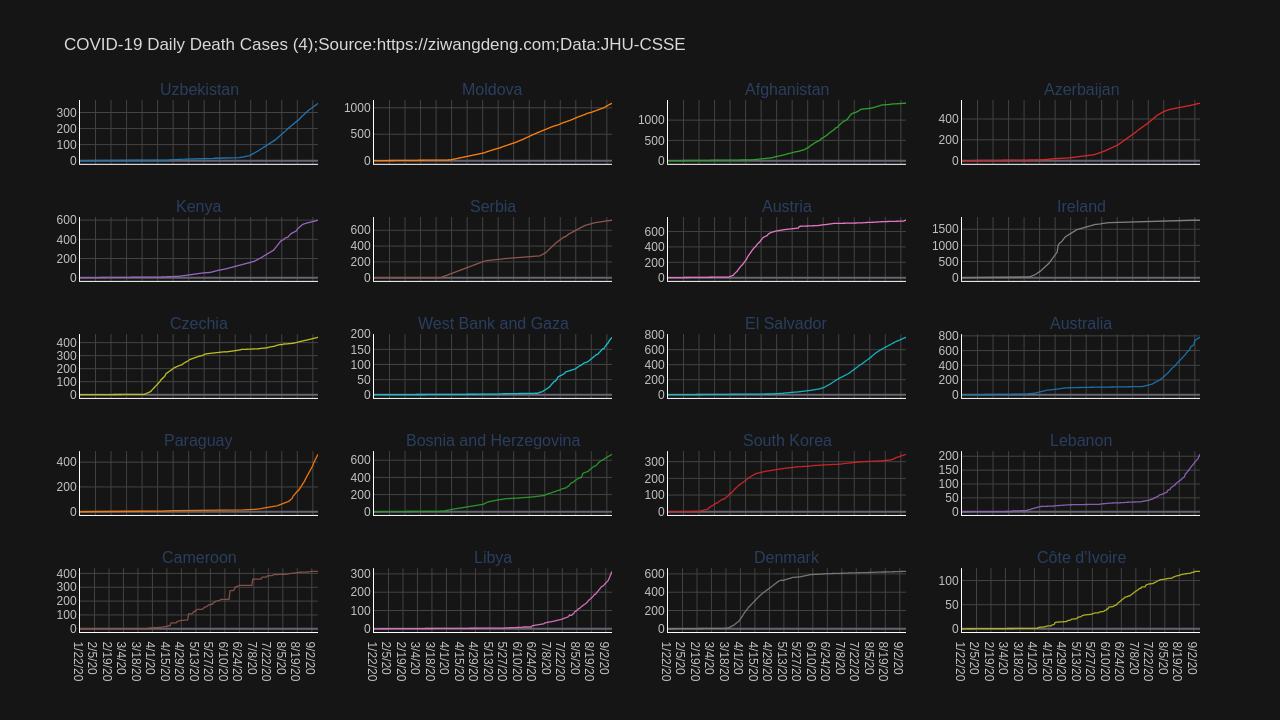 COVID-19 Daily Death Cases (4);Source:https://ziwangdeng.com;Data:JHU-CSSE
Uzbekistan Moldova Afghanistan Azerbaijan
300 200 100 0
1000 500 0
1000 500 0
400 200 0
Kenya Serbia Austria Ireland
600 400 200 0
600 400 200 0
600 400 200 0
1500 1000 500 0
Czechia West Bank and Gaza El Salvador Australia
400 300 200 100 0
200 150 100 50 0
800 600 400 200 0
800 600 400 200 0
Paraguay Bosnia and Herzegovina South Korea Lebanon
400 200 0
600 400 200 0
300 200 100 0
200 150 100 50 0
Cameroon Libya Denmark Côte d'Ivoire
400 300 200 100 0
300 200 100 0
600 400 200 0
100 50 0
1/22/20 2/5/20 2/19/20 3/4/20 3/18/20 4/1/20 4/15/20 4/29/20 5/13/20 5/27/20 6/10/20 6/24/20 7/8/20 7/22/20 8/5/20 8/19/20 9/2/20
1/22/20 2/5/20 2/19/20 3/4/20 3/18/20 4/1/20 4/15/20 4/29/20 5/13/20 5/27/20 6/10/20 6/24/20 7/8/20 7/22/20 8/5/20 8/19/20 9/2/20
1/22/20 2/5/20 2/19/20 3/4/20 3/18/20 4/1/20 4/15/20 4/29/20 5/13/20 5/27/20 6/10/20 6/24/20 7/8/20 7/22/20 8/5/20 8/19/20 9/2/20
1/22/20 2/5/20 2/19/20 3/4/20 3/18/20 4/1/20 4/15/20 4/29/20 5/13/20 5/27/20 6/10/20 6/24/20 7/8/20 7/22/20 8/5/20 8/19/20 9/2/20